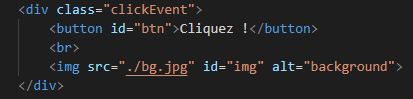 <div class="clickEvent">
<button id="btn">Cliquez !</button>
<br>
<img src="./bg.jpg" id="img" alt="background">
</div>